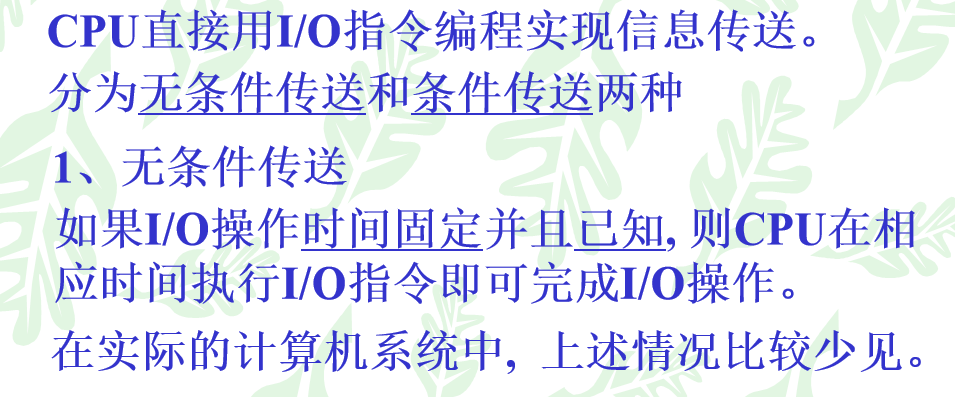 CPU直接用I/O指令编程实现信息传送。
分为无条件传送和条件传送两种
1、无条件传送
如果I/O操作时间固定并且已知, 则CPU在相
应时间执行I/O指令即可完成I/O操作。
在实际的计算机系统中, 上述情况比较少见。